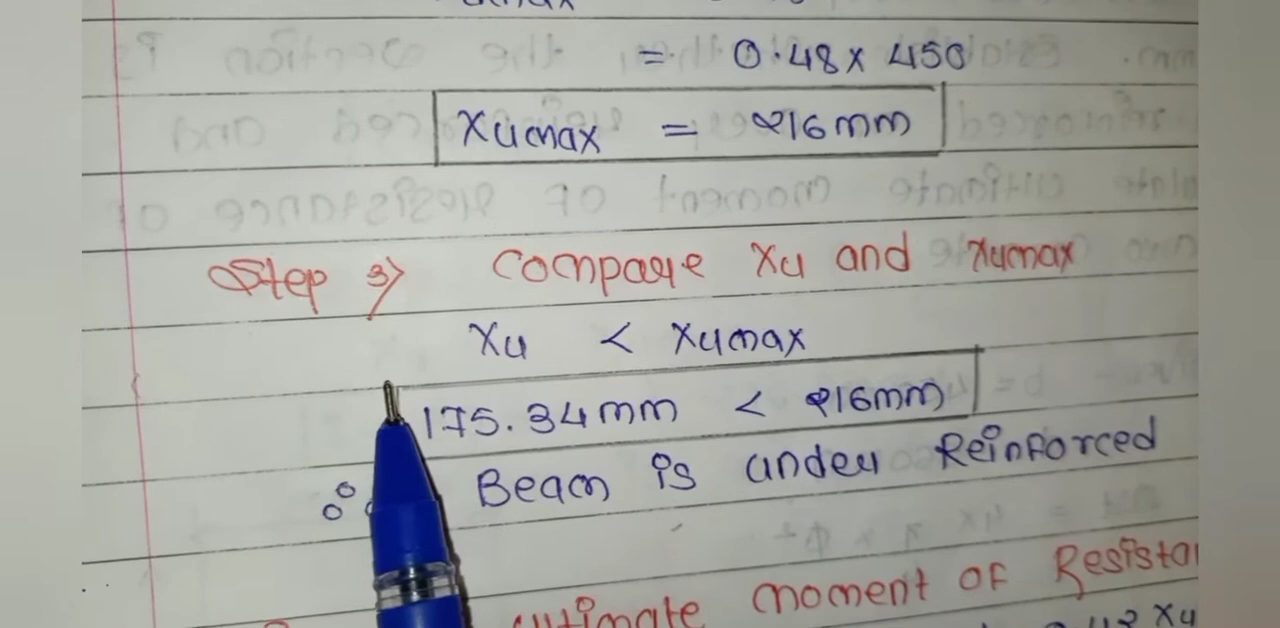 = 0.48 x 450
Xumax = 216mm
Step 3) Compare Xu and Xumax
Xu < Xumax
175.34mm < 216mm
Beam is under Reinforced
ultimate moment of